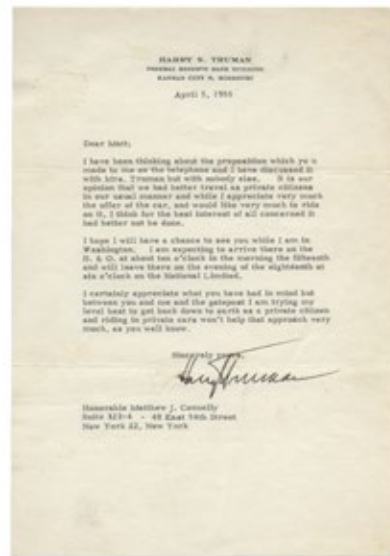 HARRY S. TRUMAN
FEDERAL RESERVE BANK BUILDING
KANSAS CITY 6, MISSOURI
April 5, 1955
Dear Matt:
I have been thinking about the proposition which yo u
made to me on the telephone and I have discussed it
with Mrs. Truman but with nobody else. It is our
opinion that we had better travel as private citizens
in our usual manner and while I appreciate very much
the offer of the car, and would like very much to ride
on it, I think for the best interest of all concerned it
had better not be done.
I hope I will have a chance to see you while I am in
Washington. I am expecting to arrive there on the
B. & O. at about ten o'clock in the morning the fifteenth
and will leave there on the evening of the eighteenth at
six o'clock on the National Limited.
I certainly appreciate what you have had in mind but
between you and me and the gatepost I am trying my
level best to get back down to earth as a private citizen
and riding in private cars won't help that approach very
much, as you well know.
Sincerely yours,
Harry Truman
Honorable Matthew J. Connelly
Suite - East Street
New York 22, New York